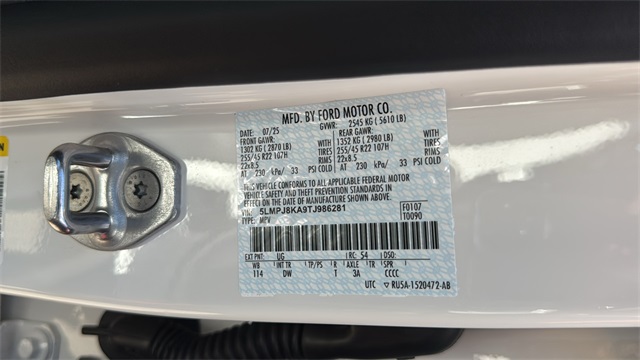 MFD. BY FORD MOTOR CO.
DATE: 07/25 GVWR: 2545 KG ( 5610 LB)
FRONT GAWR: REAR GAWR:
1302 KG ( 2870 LB) WITH 1352 KG ( 2980 LB) WITH
255/45 R22 107H TIRES 255/45 R22 107H TIRES
22x8.5 RIMS 22x8.5 RIMS
AT 230 kPa/ 33 PSI COLD AT 230 kPa/ 33 PSI COLD
THIS VEHICLE CONFORMS TO ALL APPLICABLE FEDERAL MOTOR
VEHICLE SAFETY AND THEFT PREVENTION STANDARDS IN EFFECT
ON THE DATE OF MANUFACTURE SHOWN ABOVE.
VIN: 5LMPJ8KA9TJ986281 F0107
TYPE: MPV T0090
EXT PNT: UG RC: 54 DSO:
WB INT TR TP/PS R AXLE TR SPR
114 DW T 3A CCCC
UTC RU5A-1520472-AB